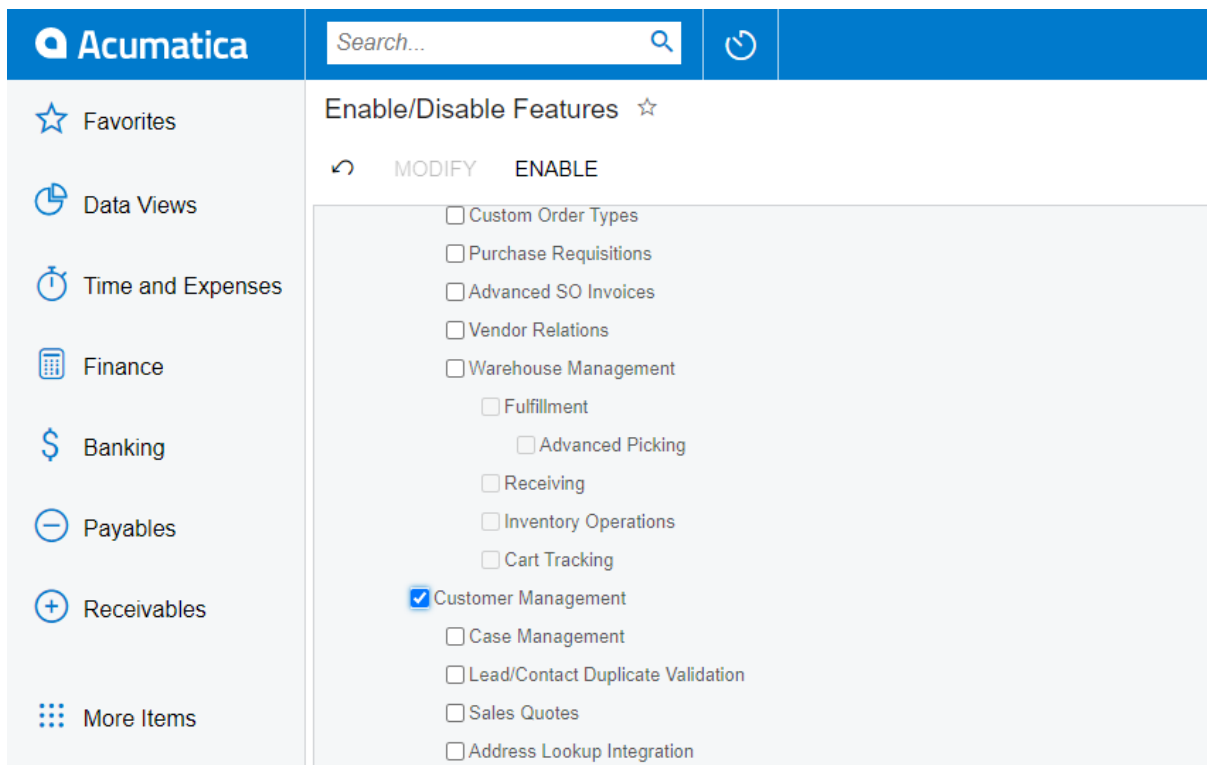 Acumatica
Search...
Favorites
Data Views
Time and Expenses
Finance
Banking
Payables
Receivables
More Items
Enable/Disable Features
MODIFY ENABLE
Custom Order Types
Purchase Requisitions
Advanced SO Invoices
Vendor Relations
Warehouse Management
Fulfillment
Advanced Picking
Receiving
Inventory Operations
Cart Tracking
Customer Management
Case Management
Lead/Contact Duplicate Validation
Sales Quotes
Address Lookup Integration